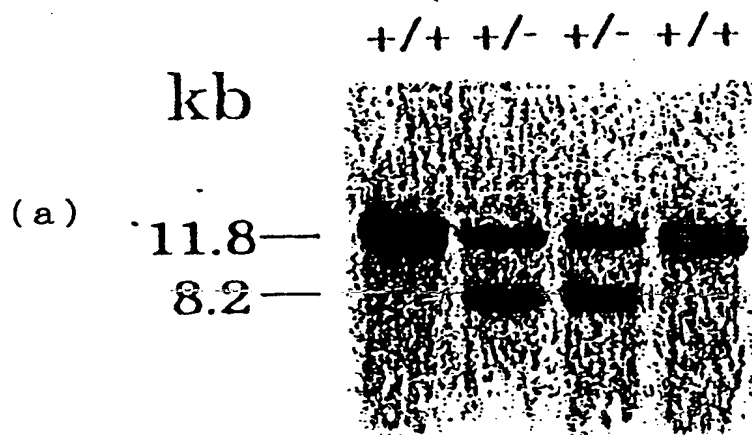 +/+ +/- +/- +/+
kb
(a)
11.8
8.2